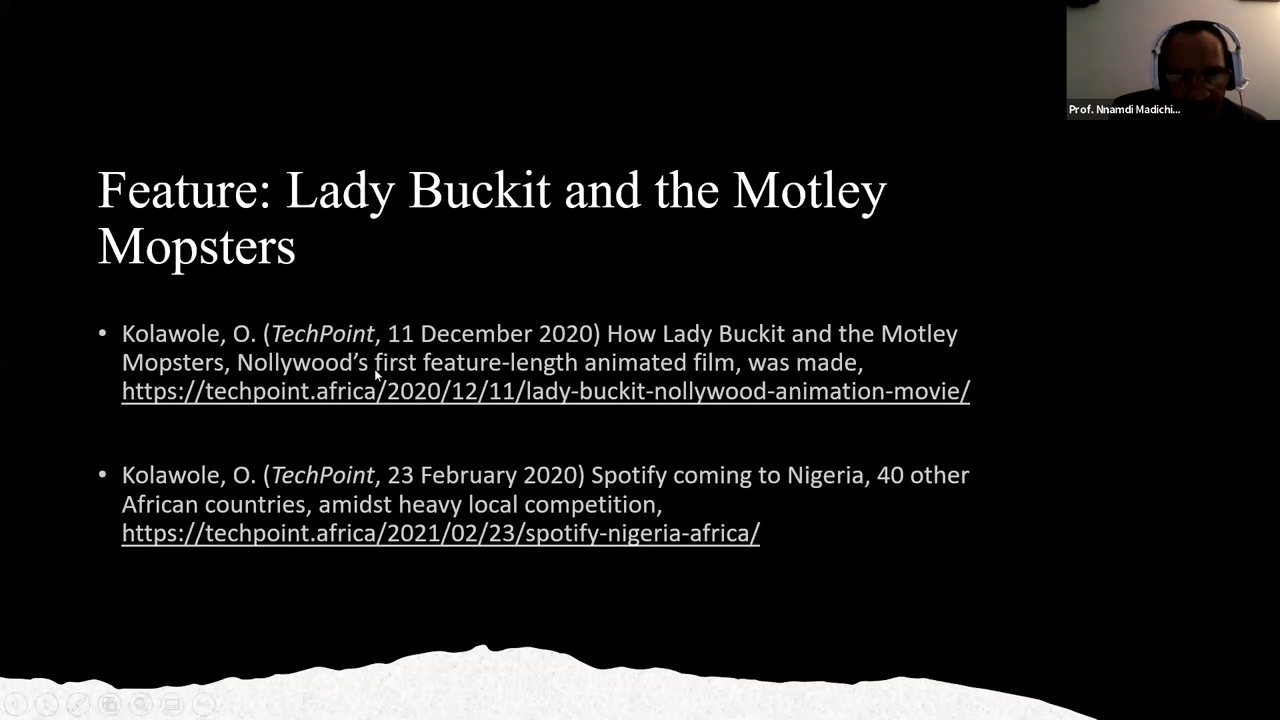 Prof. Nnamdi Madichi...
Feature: Lady Buckit and the Motley
Mopsters
• Kolawole, O. (TechPoint, 11 December 2020) How Lady Buckit and the Motley
Mopsters, Nollywood’s first feature-length animated film, was made,
https://techpoint.africa/2020/12/11/lady-buckit-nollywood-animation-movie/
• Kolawole, O. (TechPoint, 23 February 2020) Spotify coming to Nigeria, 40 other
African countries, amidst heavy local competition,
https://techpoint.africa/2021/02/23/spotify-nigeria-africa/